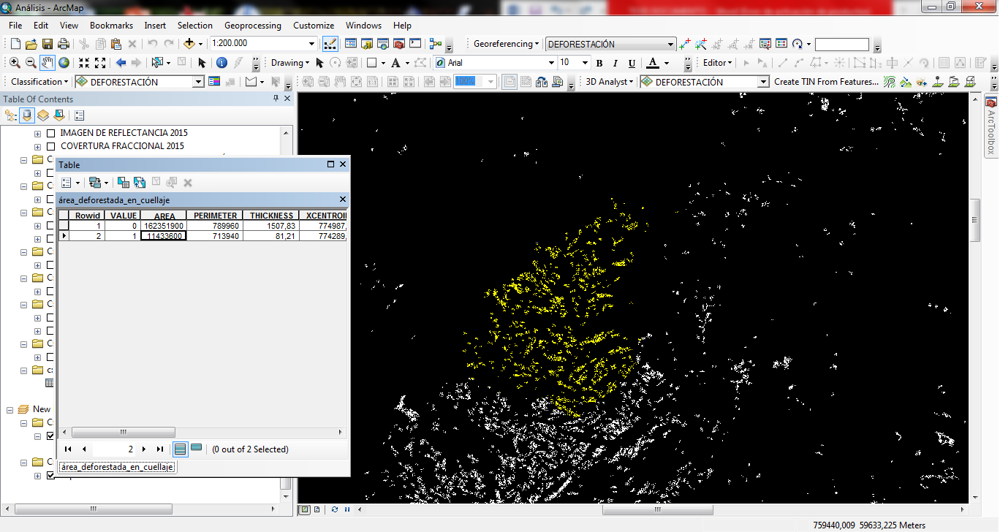 Análisis - ArcMap
File Edit View Bookmarks Insert Selection Geoprocessing Customize Windows Help
1:200.000 Georeferencing DEFORESTACIÓN
Drawing A Arial 10 B I U A Editor
Classification DEFORESTACIÓN 100% 3D Analyst DEFORESTACIÓN Create TIN From Features...
Table Of Contents
ArcToolbox
IMAGEN DE REFLECTANCIA 2015
COVERTURA FRACCIONAL 2015
Table
área_deforestada_en_cuellaje
Rowid VALUE AREA PERIMETER THICKNESS XCENTROI
1 0 162351900 789960 1507,83 774987,
2 1 11433600 713940 81,21 774289,
New
2 (0 out of 2 Selected)
área_deforestada_en_cuellaje
759440,009 59633,225 Meters